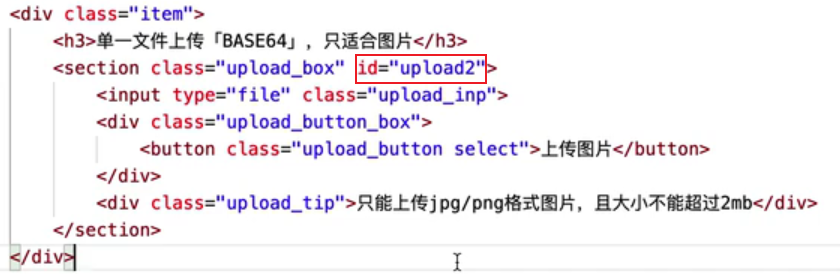 <div class="item">
<h3>单一文件上传「BASE64」，只适合图片</h3>
<section class="upload_box" id="upload2">
<input type="file" class="upload_inp">
<div class="upload_button_box">
<button class="upload_button select">上传图片</button>
</div>
<div class="upload_tip">只能上传jpg/png格式图片，且大小不能超过2mb</div>
</section>
</div>